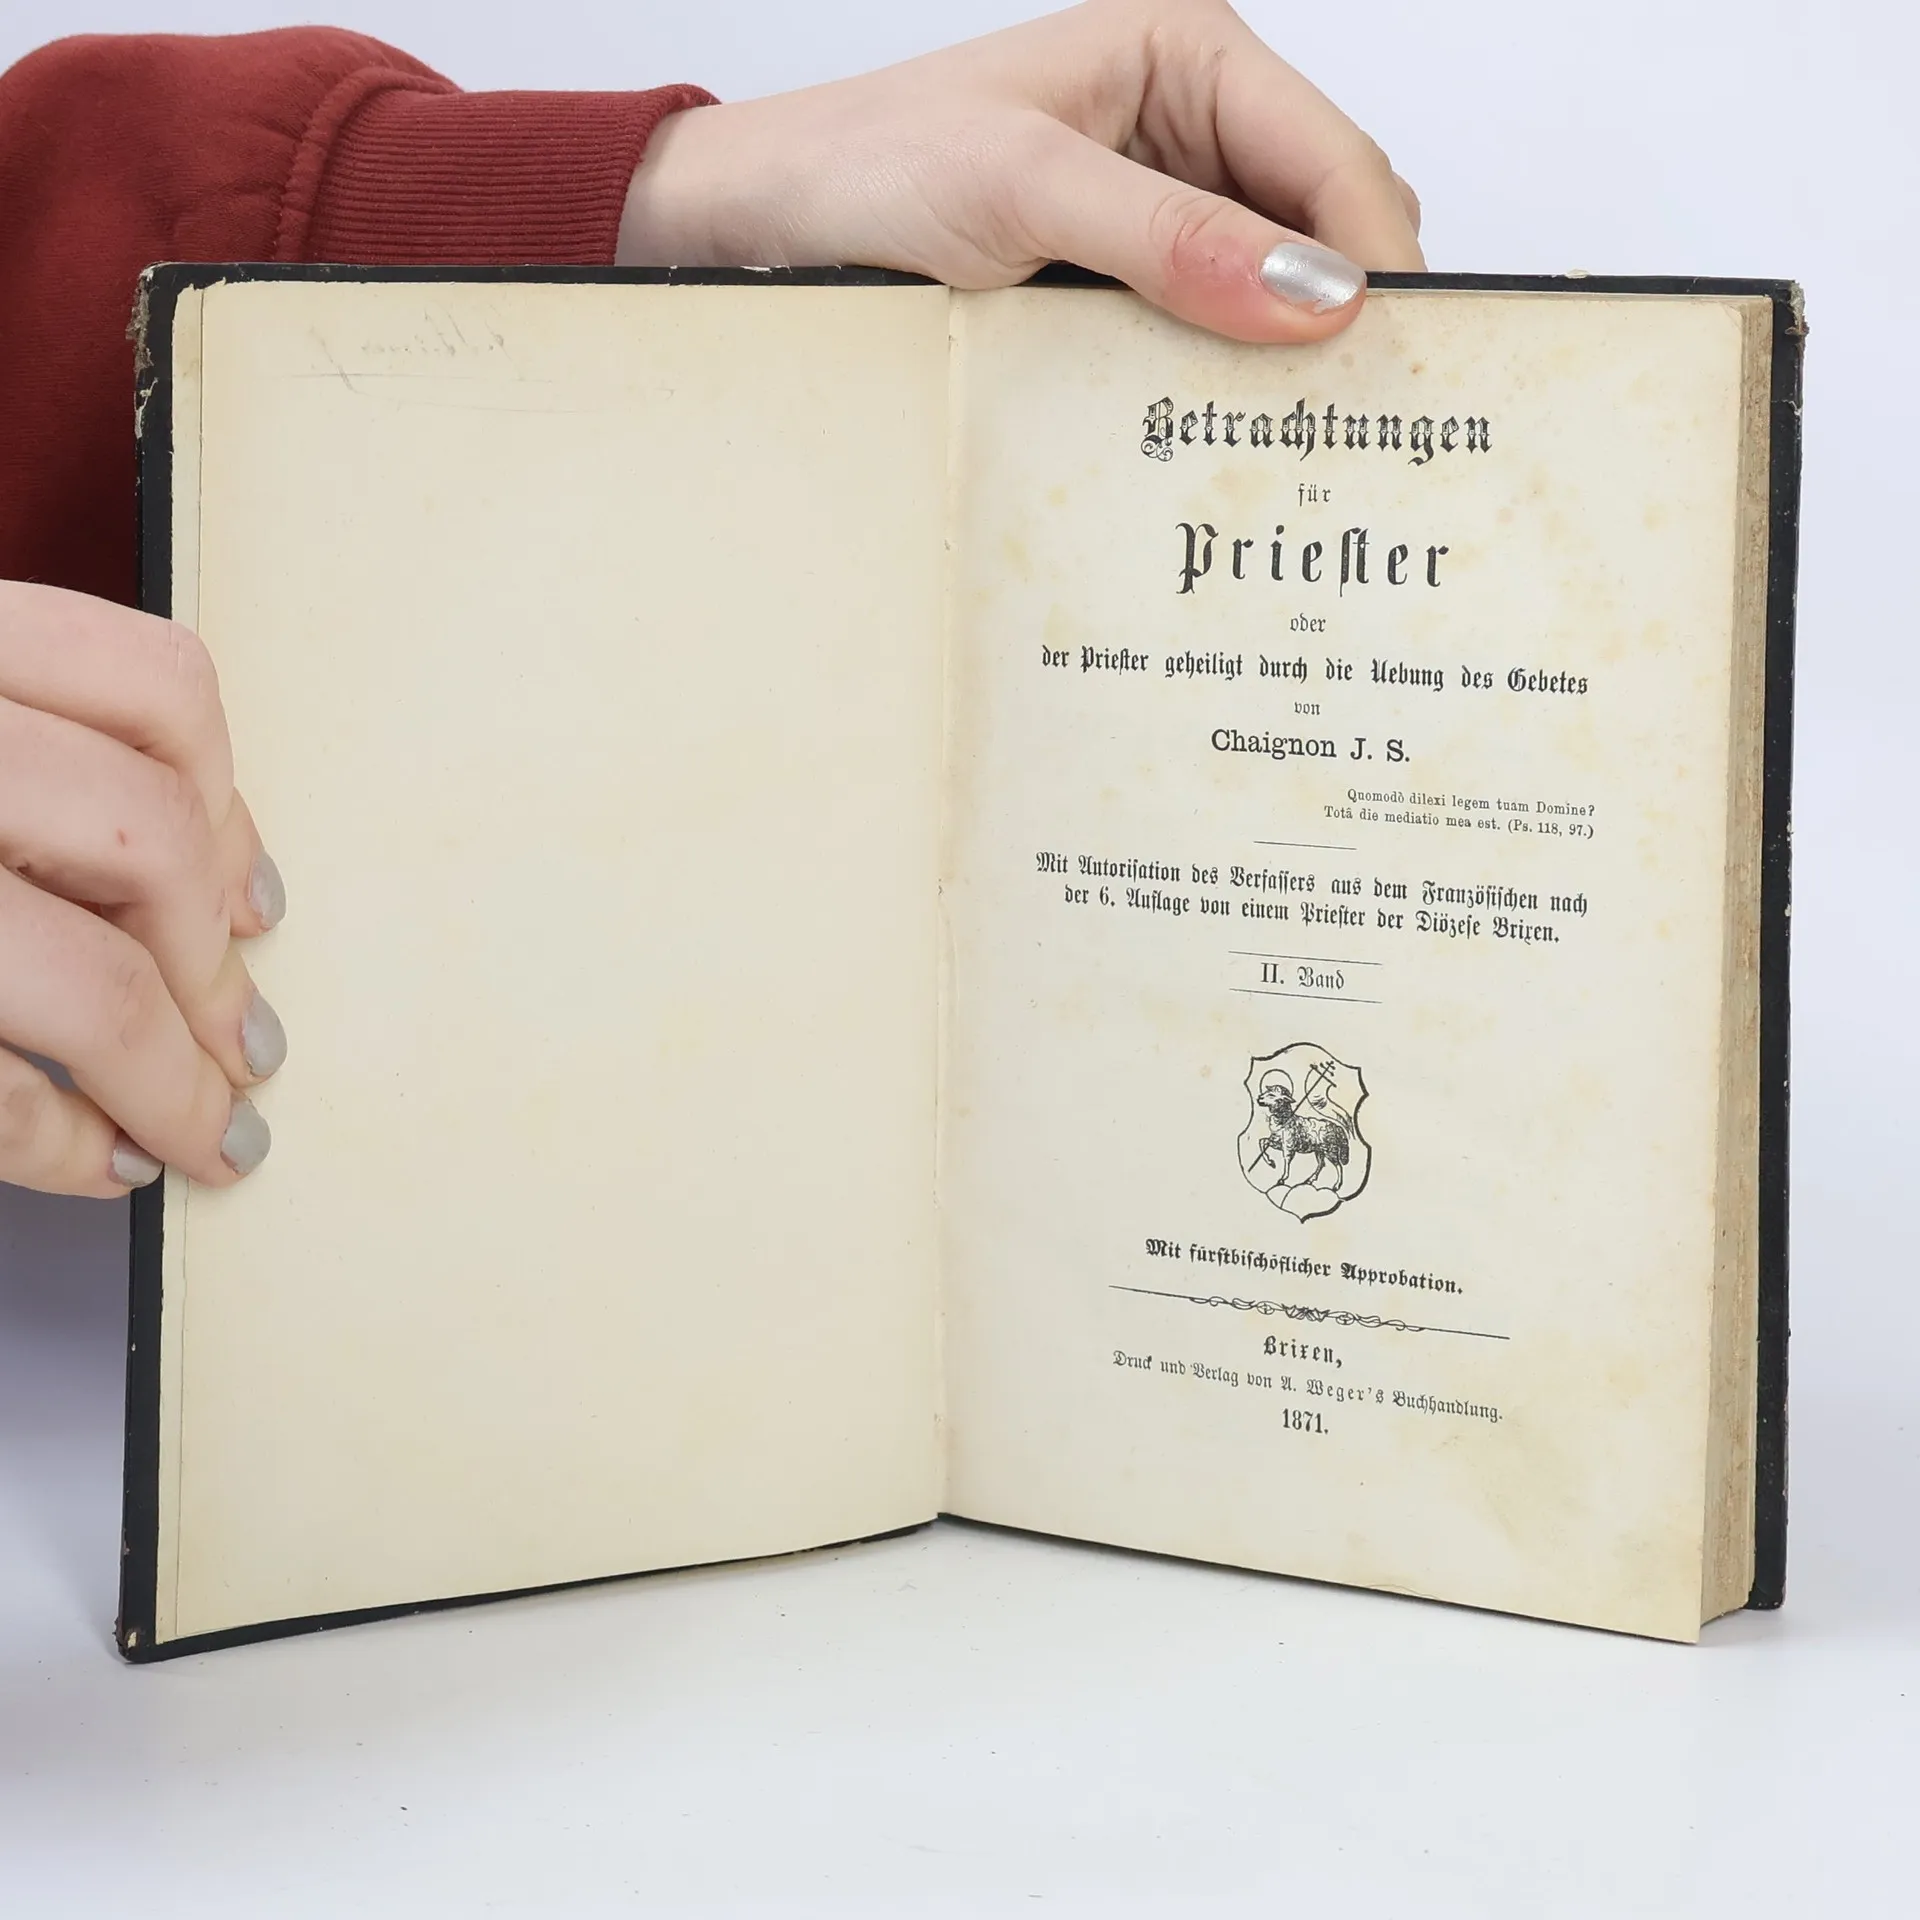 Betrachtungen
für
Priester
oder
der Priester geheiligt durch die Uebung des Gebetes
von
Chaignon J. S.
Quomodò dilexi legem tuam Domine?
Totâ die mediatio mea est. (Ps. 118, 97.)
Mit Autorisation des Verfassers aus dem Französischen nach
der 6. Auflage von einem Priester der Diözese Brixen.
II. Band
Mit fürstbischöflicher Approbation.
Brixen,
Druck und Verlag von A. Weger's Buchhandlung.
1871.